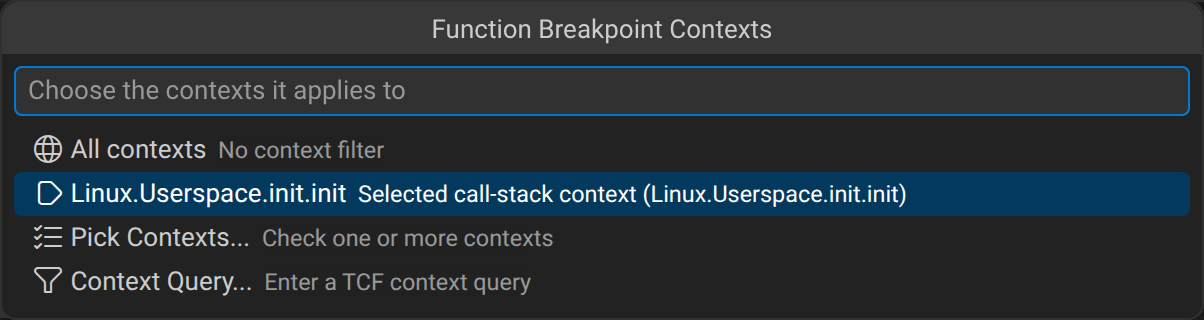 Function Breakpoint Contexts
Choose the contexts it applies to
All contexts No context filter
Linux.Userspace.init.init Selected call-stack context (Linux.Userspace.init.init)
Pick Contexts... Check one or more contexts
Context Query... Enter a TCF context query